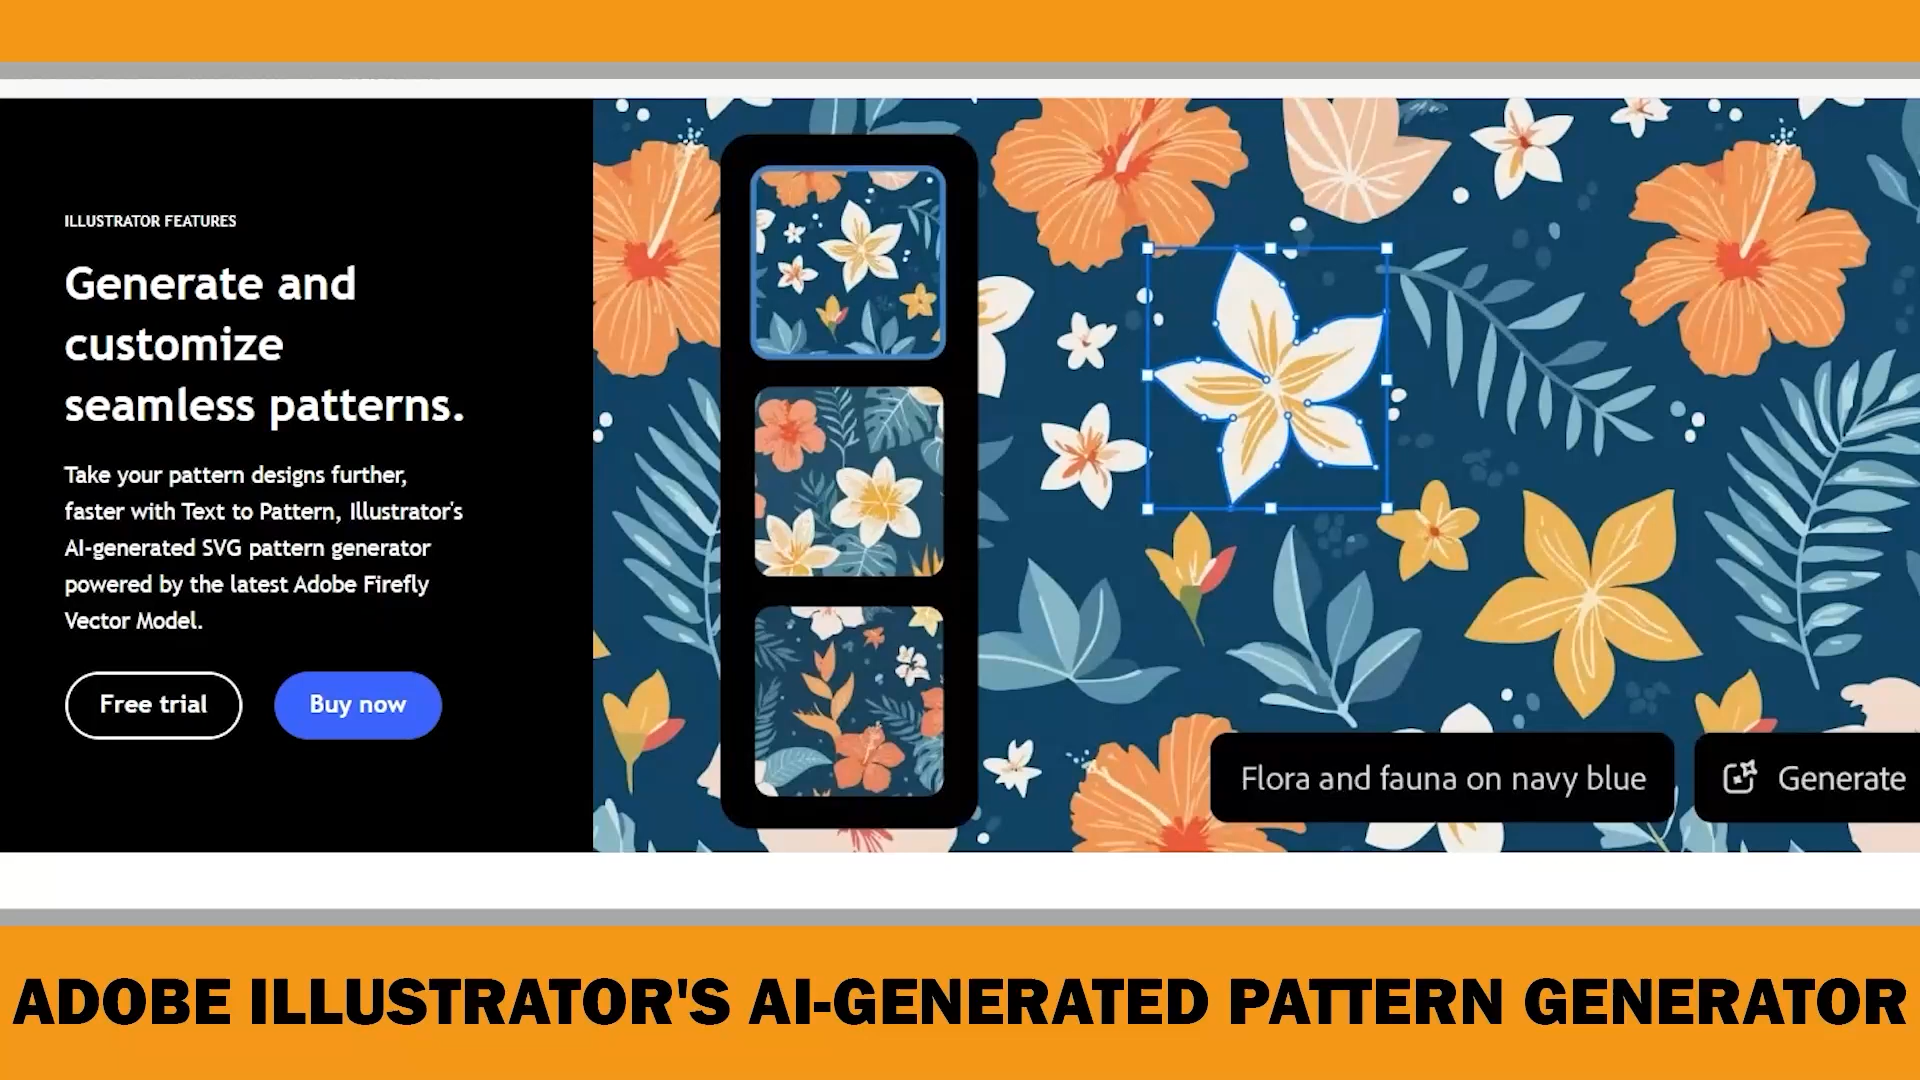 ILLUSTRATOR FEATURES
Generate and
customize
seamless patterns.
Take your pattern designs further,
faster with Text to Pattern, Illustrator's
AI-generated SVG pattern generator
powered by the latest Adobe Firefly
Vector Model.
Free trial
Buy now
Flora and fauna on navy blue
Generate
ADOBE ILLUSTRATOR'S AI-GENERATED PATTERN GENERATOR